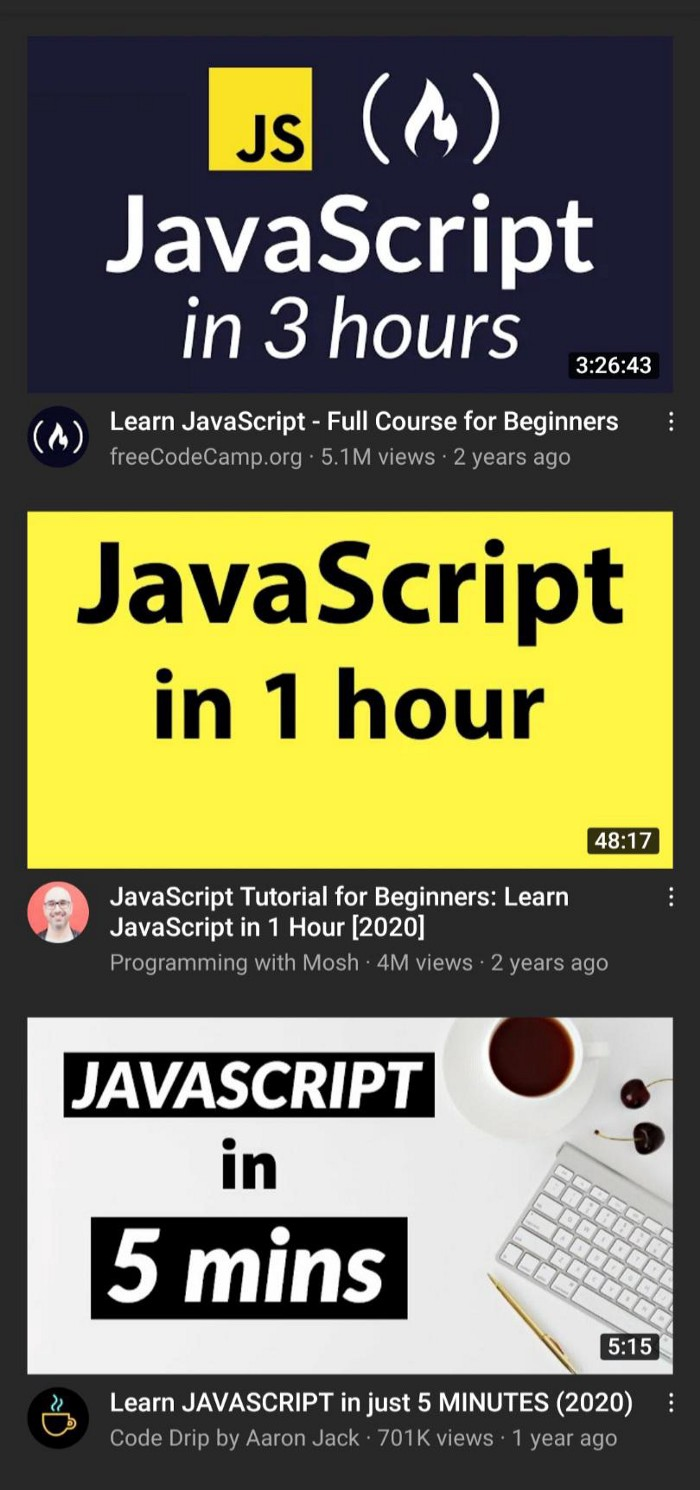 JS
JavaScript
in 3 hours
3:26:43
Learn JavaScript - Full Course for Beginners
freeCodeCamp.org · 5.1M views · 2 years ago
JavaScript
in 1 hour
48:17
JavaScript Tutorial for Beginners: Learn
JavaScript in 1 Hour [2020]
Programming with Mosh · 4M views · 2 years ago
JAVASCRIPT
in
5 mins
5:15
Learn JAVASCRIPT in just 5 MINUTES (2020)
Code Drip by Aaron Jack · 701K views · 1 year ago